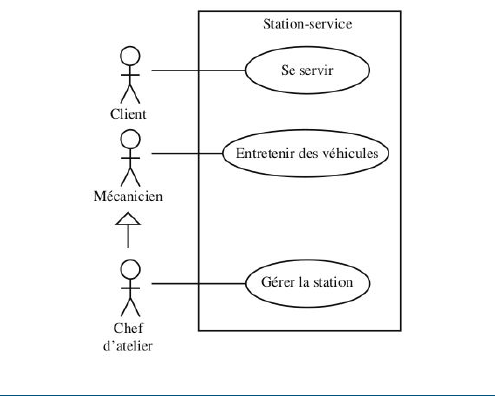 Station-service
Se servir
Client
Entretenir des véhicules
Mécanicien
Gérer la station
Chef
d'atelier